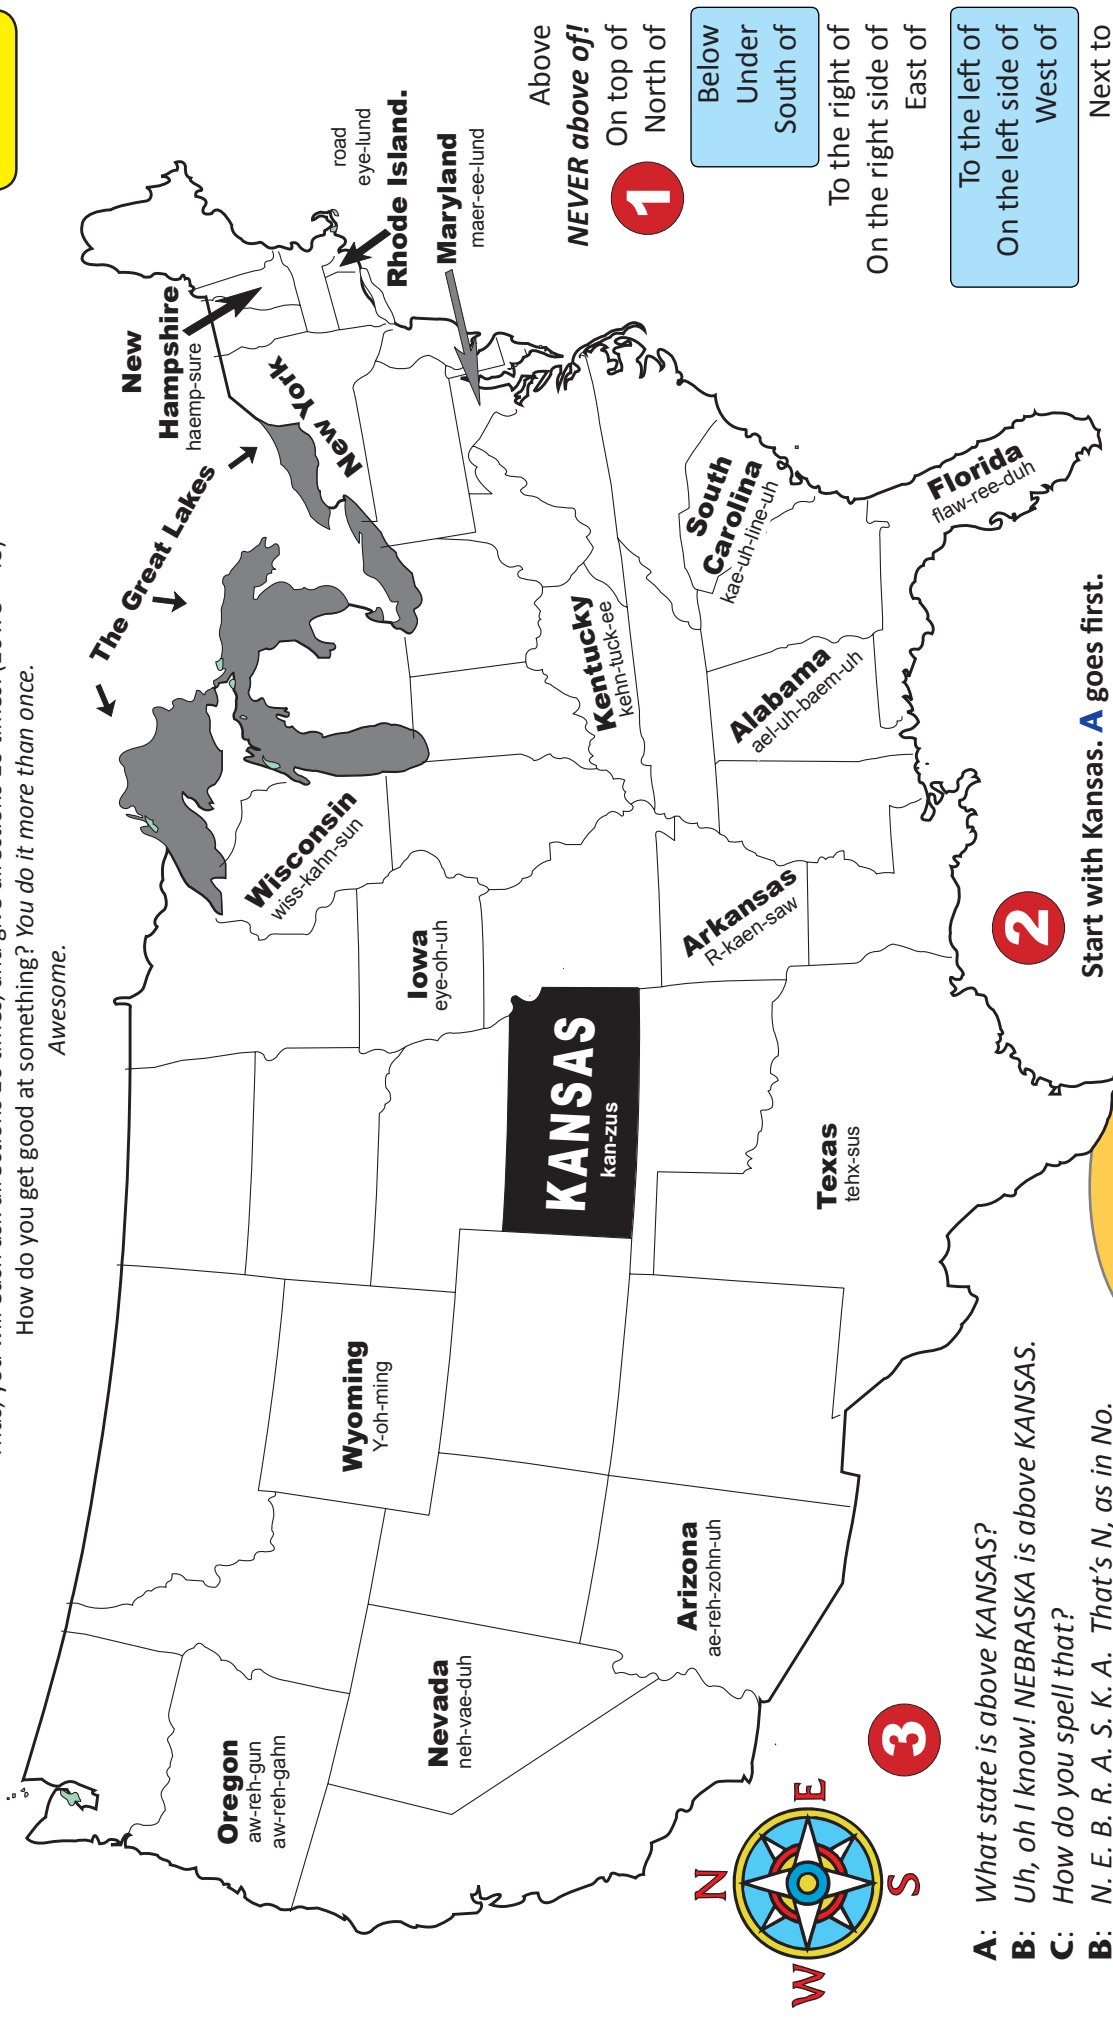 How do you get good at something? You do it more than once.
Awesome.
The Great Lakes
New
Hampshire
haemp-sure
New York
road
eye-lund
Rhode Island.
Maryland
maer-ee-lund
Wisconsin
wiss-kahn-sun
Iowa
eye-oh-uh
Kentucky
kehn-tuck-ee
South
Carolina
kae-uh-line-uh
Florida
flaw-ree-duh
Alabama
ael-uh-baem-uh
Arkansas
R-kaen-saw
KANSAS
kan-zus
Texas
tehx-sus
Wyoming
Y-oh-ming
Oregon
aw-reh-gun
aw-reh-gahn
Nevada
neh-vae-duh
Arizona
ae-reh-zohn-uh
N
W
E
S
1
Above
NEVER above of!
On top of
North of
Below
Under
South of
To the right of
On the right side of
East of
To the left of
On the left side of
West of
Next to
2
Start with Kansas. A goes first.
3
A: What state is above KANSAS?
B: Uh, oh I know! NEBRASKA is above KANSAS.
C: How do you spell that?
B: N. E. B. R. A. S. K. A. That's N, as in No.